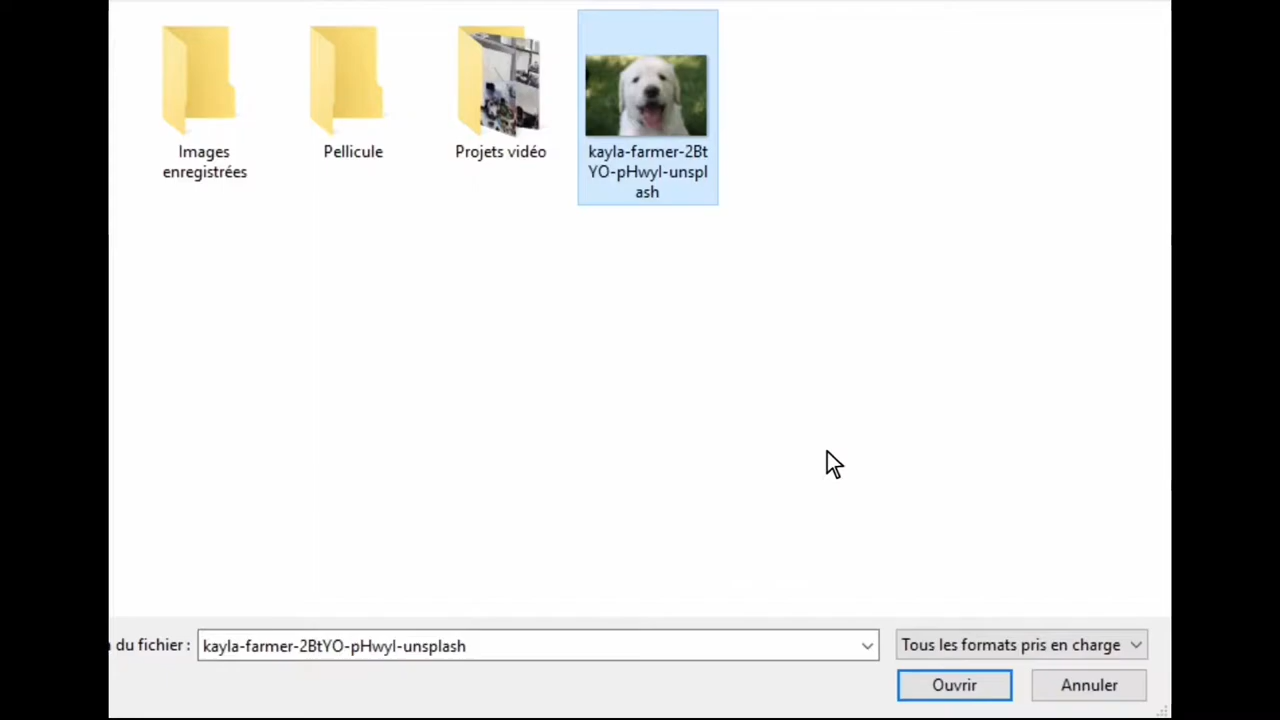 Images
enregistrées
Pellicule
Projets vidéo
kayla-farmer-2Bt
YO-pHwyl-unspl
ash
du fichier :
kayla-farmer-2BtYO-pHwyl-unsplash
Tous les formats pris en charge
Ouvrir
Annuler